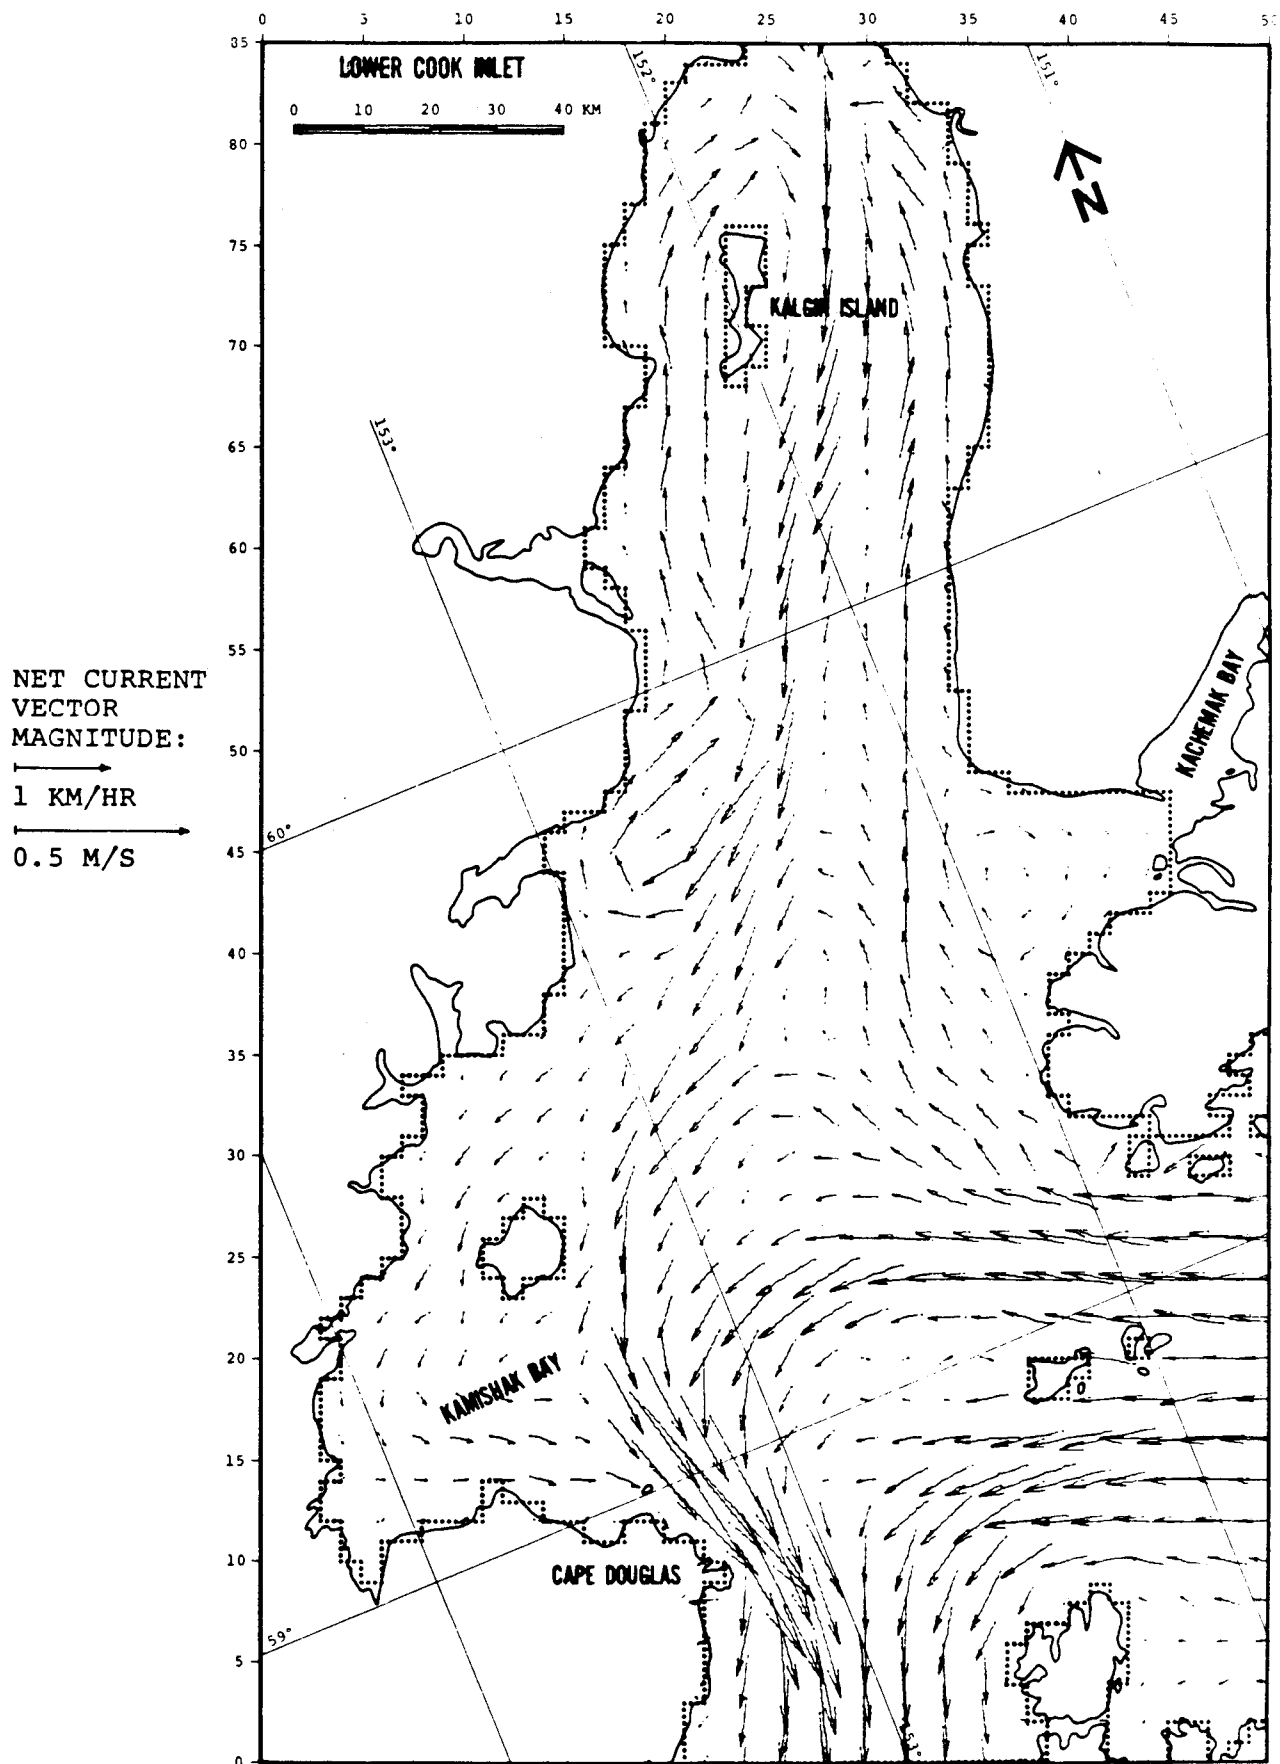 0 5 10 15 20 25 30 35 40 45
85
LOWER COOK INLET
152°
151°
0 10 20 30 40 KM
80
N
75
KALGIN ISLAND
70
153°
65
60
55
KACHEMAK BAY
NET CURRENT
VECTOR
MAGNITUDE:
1 KM/HR
0.5 M/S
50
60°
45
40
35
30
25
20
KAMISHAK BAY
15
CAPE DOUGLAS
10
59°
5
0